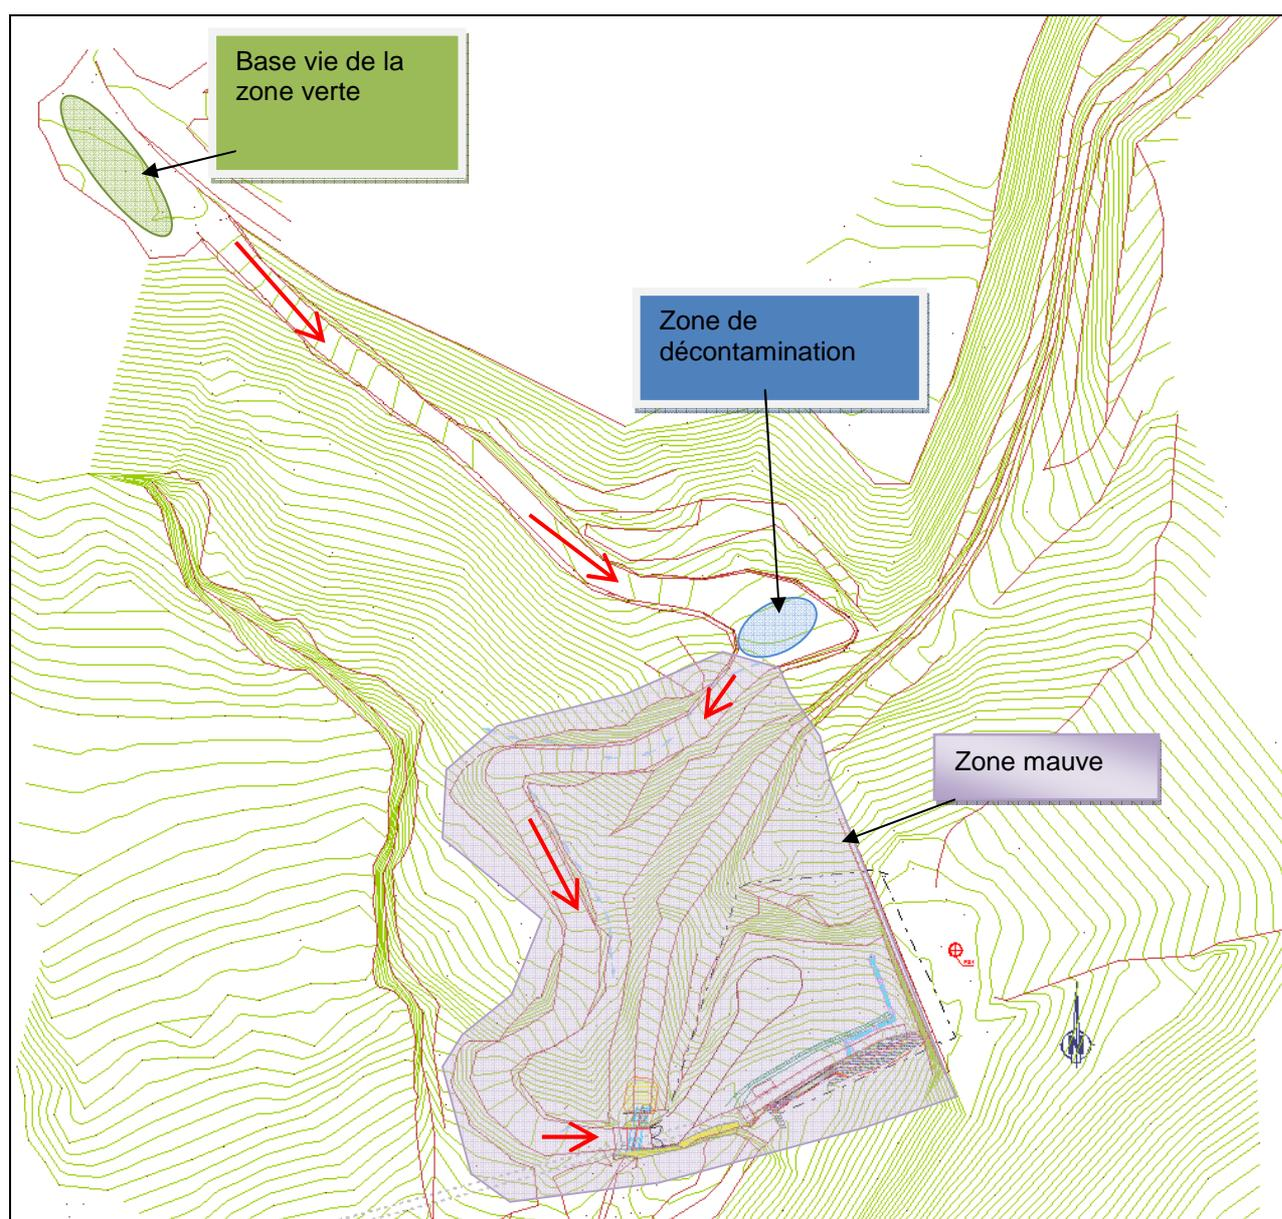 Base vie de la
zone verte
Zone de
décontamination
Zone mauve
N